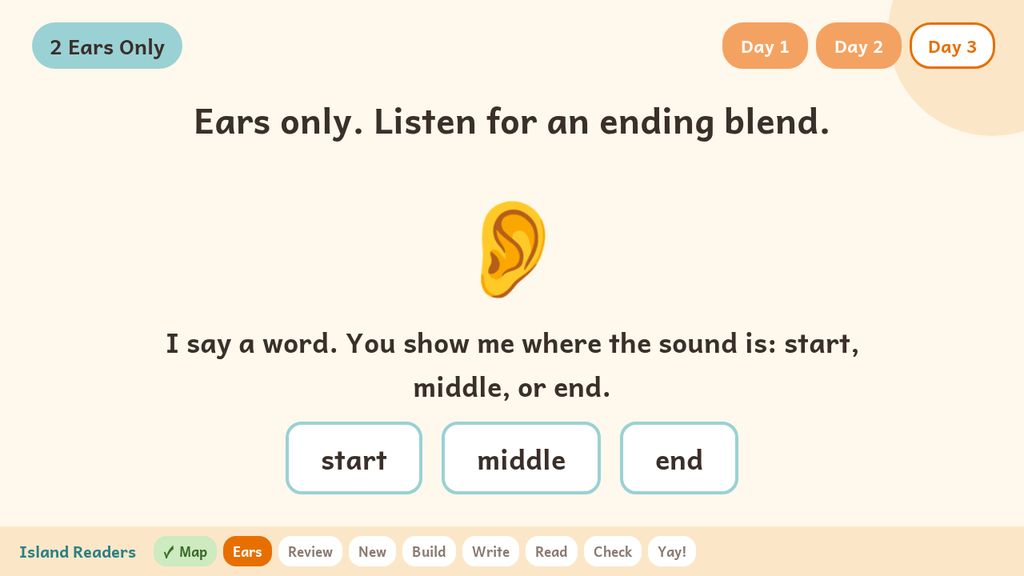 2 Ears Only
Day 1
Day 2
Day 3
Ears only. Listen for an ending blend.
I say a word. You show me where the sound is: start,
middle, or end.
start
middle
end
Island Readers
✓ Map
Ears
Review
New
Build
Write
Read
Check
Yay!